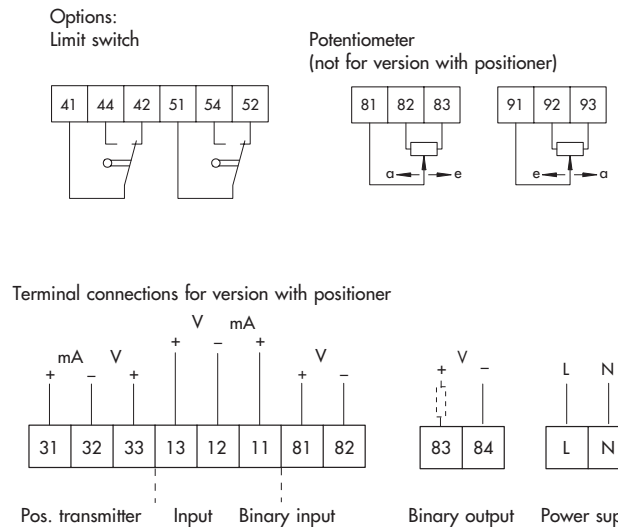 Options:
Limit switch
Potentiometer
(not for version with positioner)
41 44 42 51 54 52
81 82 83
91 92 93
a e
e a
Terminal connections for version with positioner
V mA
+ − +
mA V
+ − +
V
+ −
V
+ −
L N
31 32 33 13 12 11 81 82
83 84
L N
Pos. transmitter Input Binary input
Binary output
Power sup